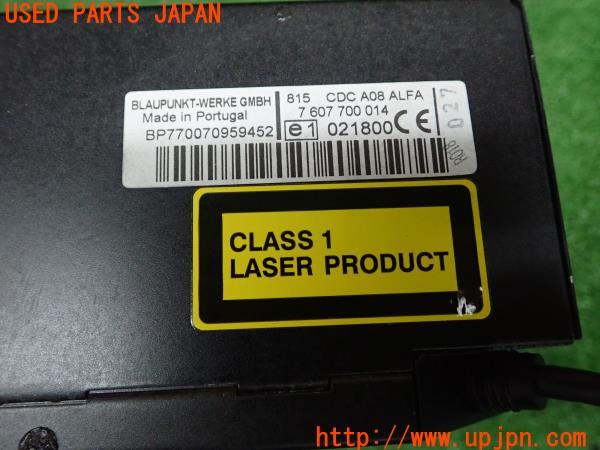 USED PARTS JAPAN
BLAUPUNKT-WERKE GMBH
Made in Portugal
BP770070959452
815 CDC A08 ALFA
7 607 700 014
e1 021800 CE
R018 027
CLASS 1
LASER PRODUCT
http://www.upjpn.com